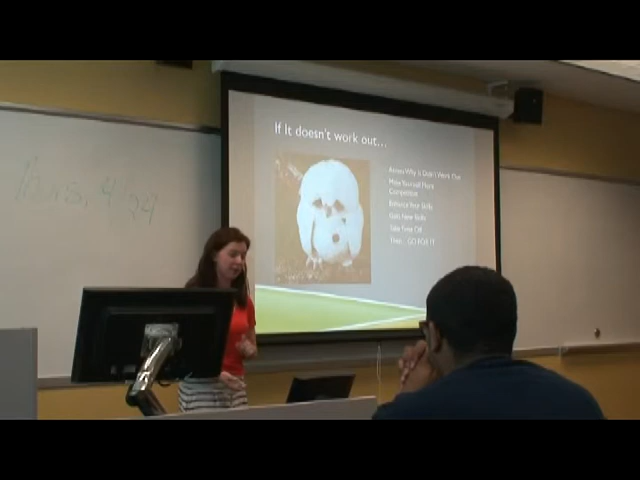 If It doesn't work out...
Assess Why it Didn't Work Out
Make Yourself More
Competitive
Enhance Your Skills
Gain New Skills
Take Time Off
Then... GO FOR IT